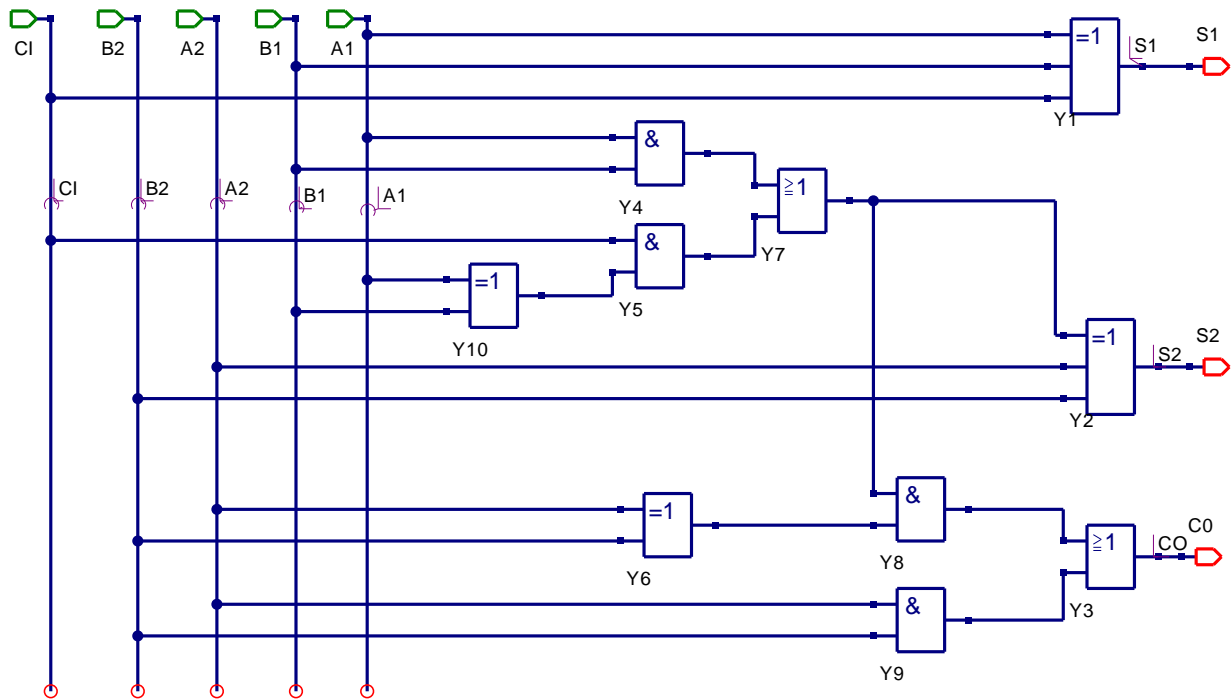 CI
B2
A2
B1
A1
=1
S1
S1
Y1
&
Y4
CI
B2
A2
B1
A1
≧1
Y7
&
Y5
=1
Y10
=1
S2
S2
Y2
=1
Y6
&
Y8
≧1
CO
C0
Y3
&
Y9